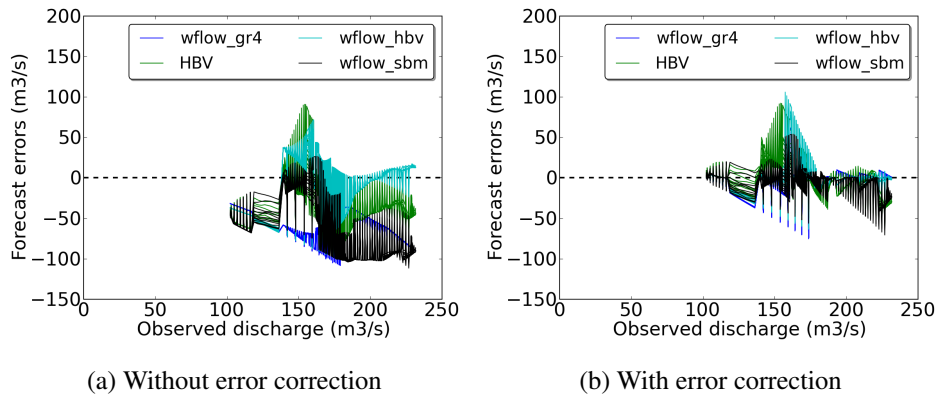 200
150
100
50
0
−50
−100
−150
Forecast errors (m3/s)
wflow_gr4
HBV
wflow_hbv
wflow_sbm
0 50 100 150 200 250
Observed discharge (m3/s)
(a) Without error correction
200
150
100
50
0
−50
−100
−150
Forecast errors (m3/s)
wflow_gr4
HBV
wflow_hbv
wflow_sbm
0 50 100 150 200 250
Observed discharge (m3/s)
(b) With error correction